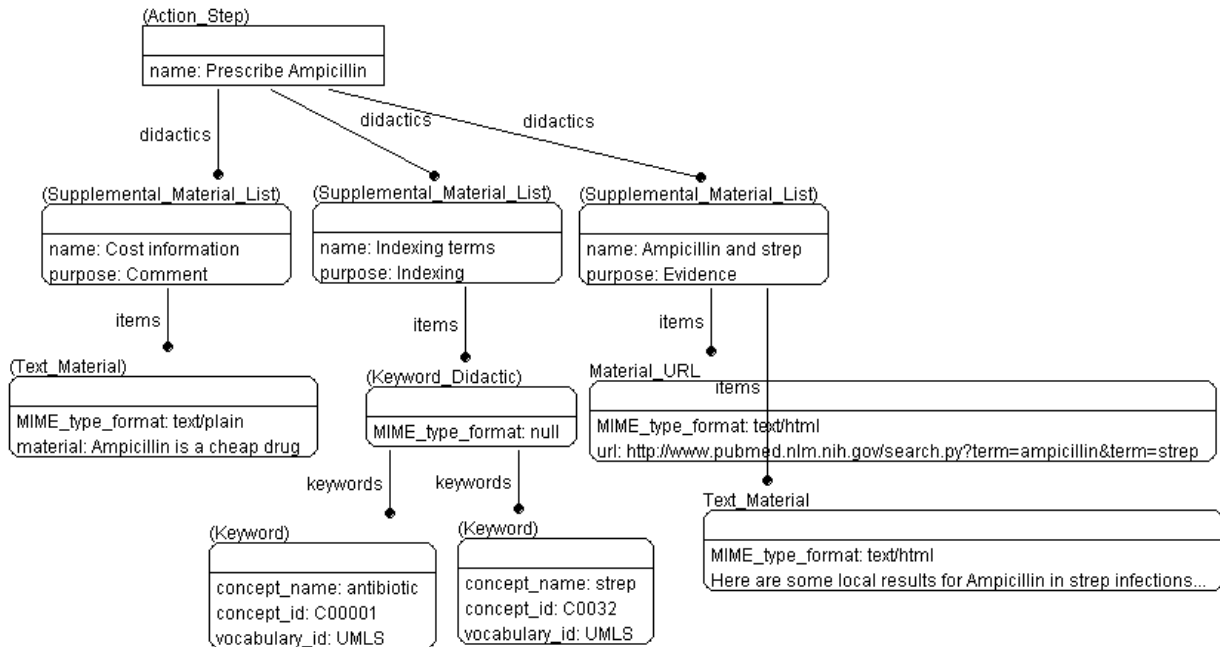 (Action_Step)
name: Prescribe Ampicillin
didactics
didactics
didactics
(Supplemental_Material_List)
name: Cost information
purpose: Comment
(Supplemental_Material_List)
name: Indexing terms
purpose: Indexing
(Supplemental_Material_List)
name: Ampicillin and strep
purpose: Evidence
items
items
items
items
(Text_Material)
MIME_type_format: text/plain
material: Ampicillin is a cheap drug
(Keyword_Didactic)
MIME_type_format: null
Material_URL
MIME_type_format: text/html
url: http://www.pubmed.nlm.nih.gov/search.py?term=ampicillin&term=strep
keywords
keywords
Text_Material
MIME_type_format: text/html
Here are some local results for Ampicillin in strep infections...
(Keyword)
concept_name: antibiotic
concept_id: C00001
vocabulary_id: UMLS
(Keyword)
concept_name: strep
concept_id: C0032
vocabulary_id: UMLS